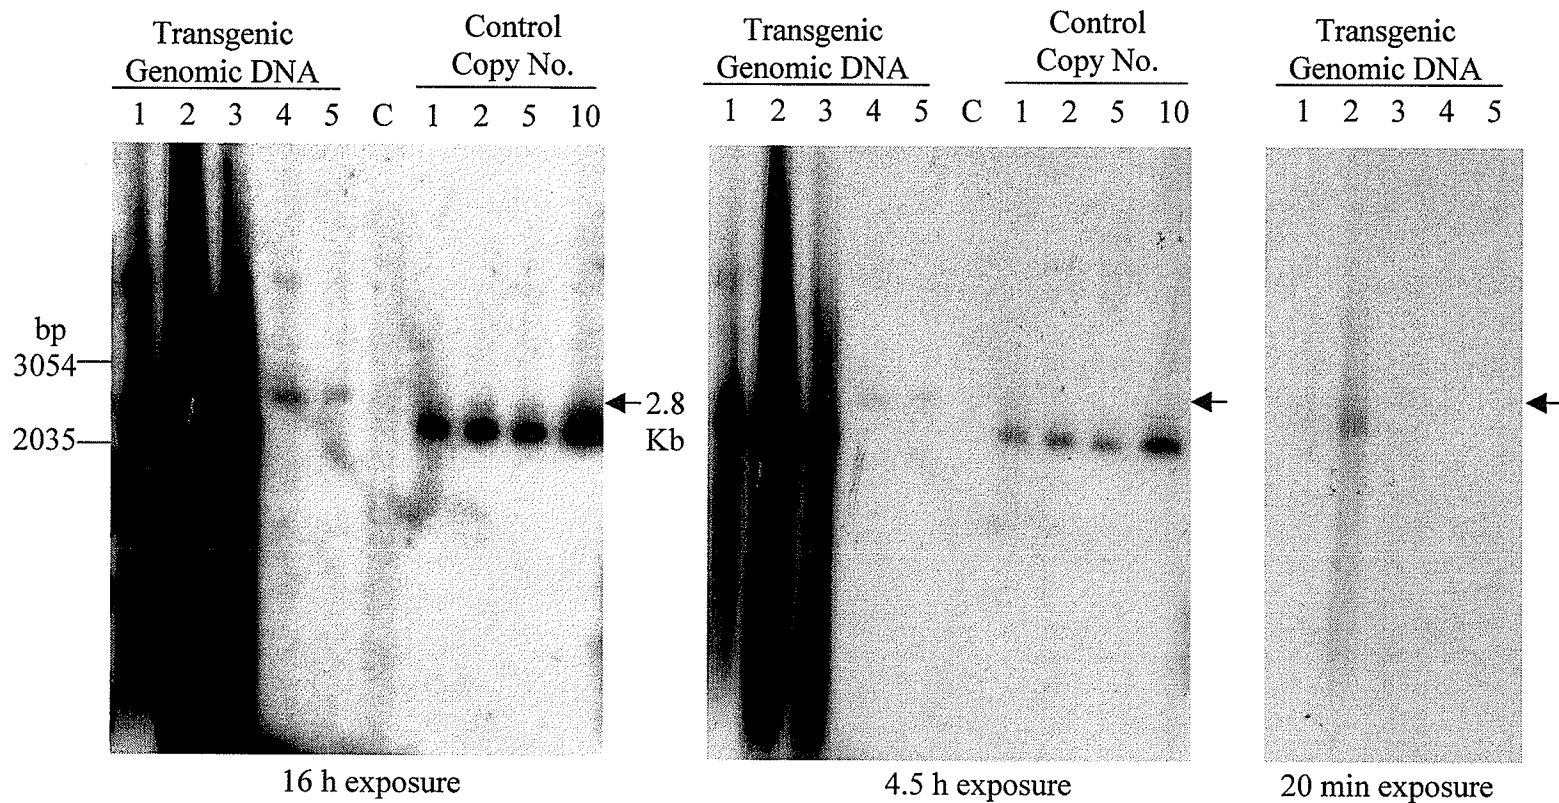 Transgenic
Genomic DNA
Control
Copy No.
1 2 3 4 5 C 1 2 5 10
bp
3054
2035
2.8
Kb
16 h exposure
Transgenic
Genomic DNA
Control
Copy No.
1 2 3 4 5 C 1 2 5 10
4.5 h exposure
Transgenic
Genomic DNA
1 2 3 4 5
20 min exposure